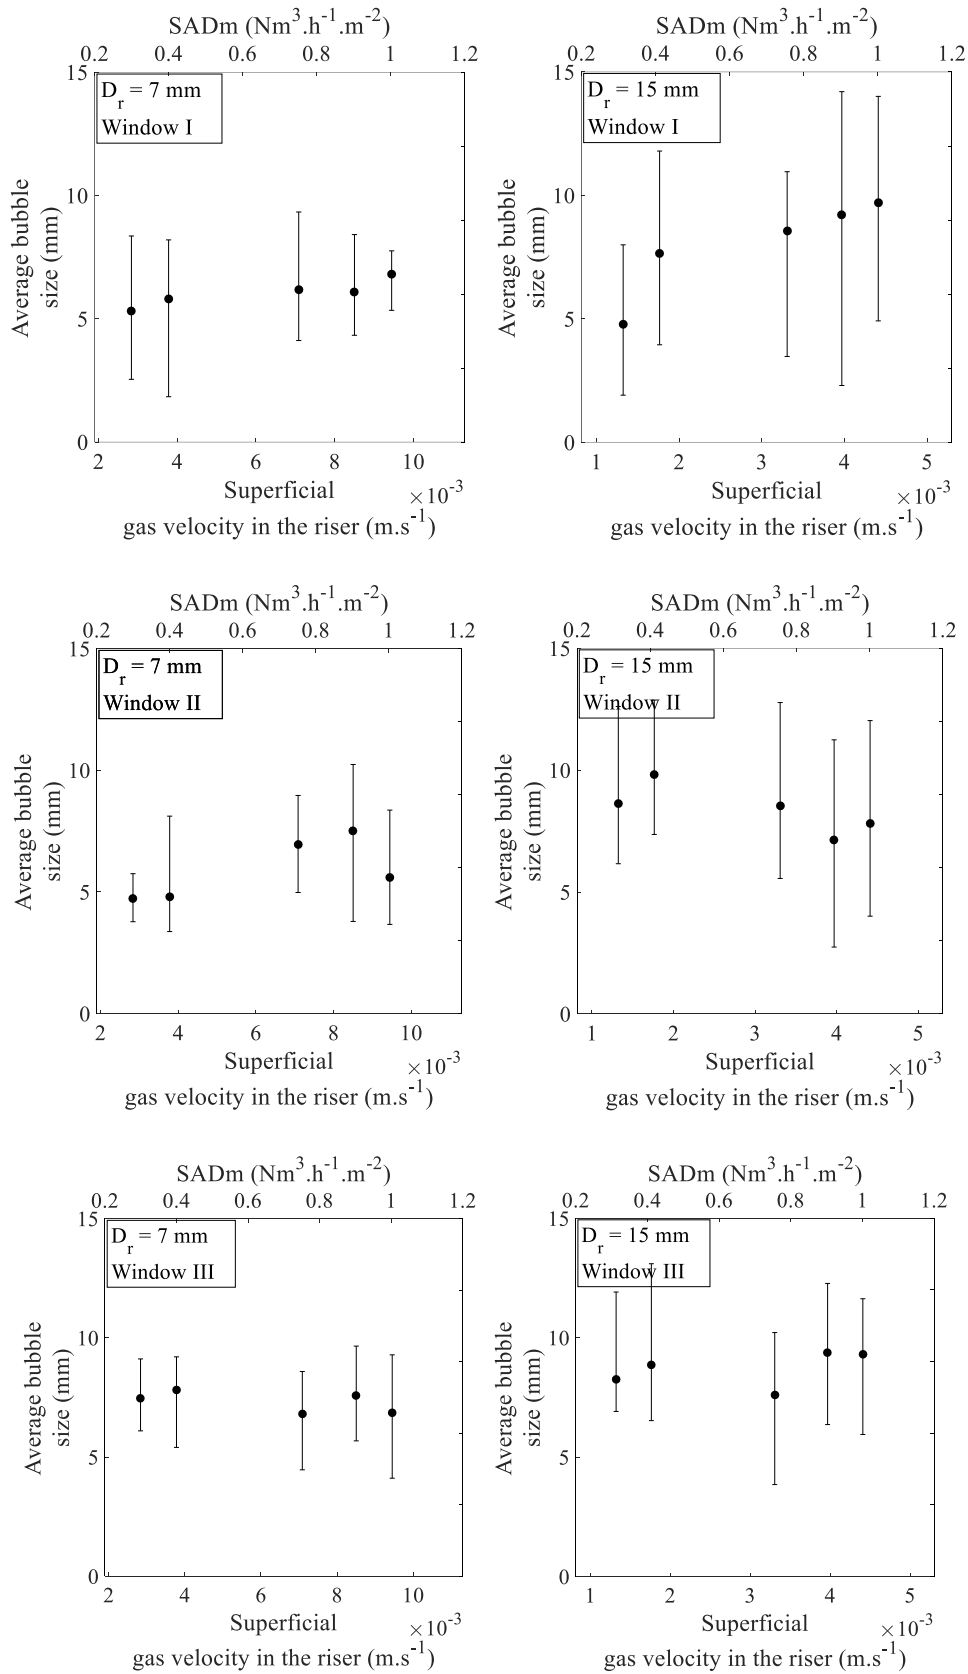 SADm (Nm³.h⁻¹.m⁻²)
0.2 0.4 0.6 0.8 1 1.2
D_r = 7 mm
Window I
15
10
5
0
Average bubble
size (mm)
2 4 6 8 10
Superficial
×10⁻³
gas velocity in the riser (m.s⁻¹)
SADm (Nm³.h⁻¹.m⁻²)
0.2 0.4 0.6 0.8 1 1.2
D_r = 15 mm
Window I
15
10
5
0
Average bubble
size (mm)
1 2 3 4 5
Superficial
×10⁻³
gas velocity in the riser (m.s⁻¹)
SADm (Nm³.h⁻¹.m⁻²)
0.2 0.4 0.6 0.8 1 1.2
D_r = 7 mm
Window II
15
10
5
0
Average bubble
size (mm)
2 4 6 8 10
Superficial
×10⁻³
gas velocity in the riser (m.s⁻¹)
SADm (Nm³.h⁻¹.m⁻²)
0.2 0.4 0.6 0.8 1 1.2
D_r = 15 mm
Window II
15
10
5
0
Average bubble
size (mm)
1 2 3 4 5
Superficial
×10⁻³
gas velocity in the riser (m.s⁻¹)
SADm (Nm³.h⁻¹.m⁻²)
0.2 0.4 0.6 0.8 1 1.2
D_r = 7 mm
Window III
15
10
5
0
Average bubble
size (mm)
2 4 6 8 10
Superficial
×10⁻³
gas velocity in the riser (m.s⁻¹)
SADm (Nm³.h⁻¹.m⁻²)
0.2 0.4 0.6 0.8 1 1.2
D_r = 15 mm
Window III
15
10
5
0
Average bubble
size (mm)
1 2 3 4 5
Superficial
×10⁻³
gas velocity in the riser (m.s⁻¹)